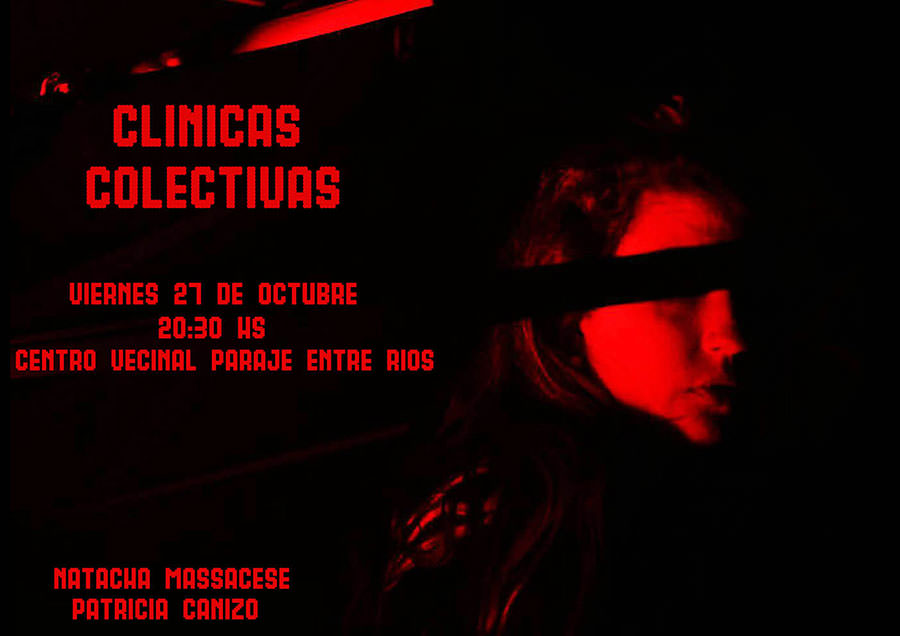 CLINICAS
COLECTIVAS
VIERNES 27 DE OCTUBRE
20:30 HS
CENTRO VECINAL PARAJE ENTRE RIOS
NATACHA MASSACESE
PATRICIA CANIZO